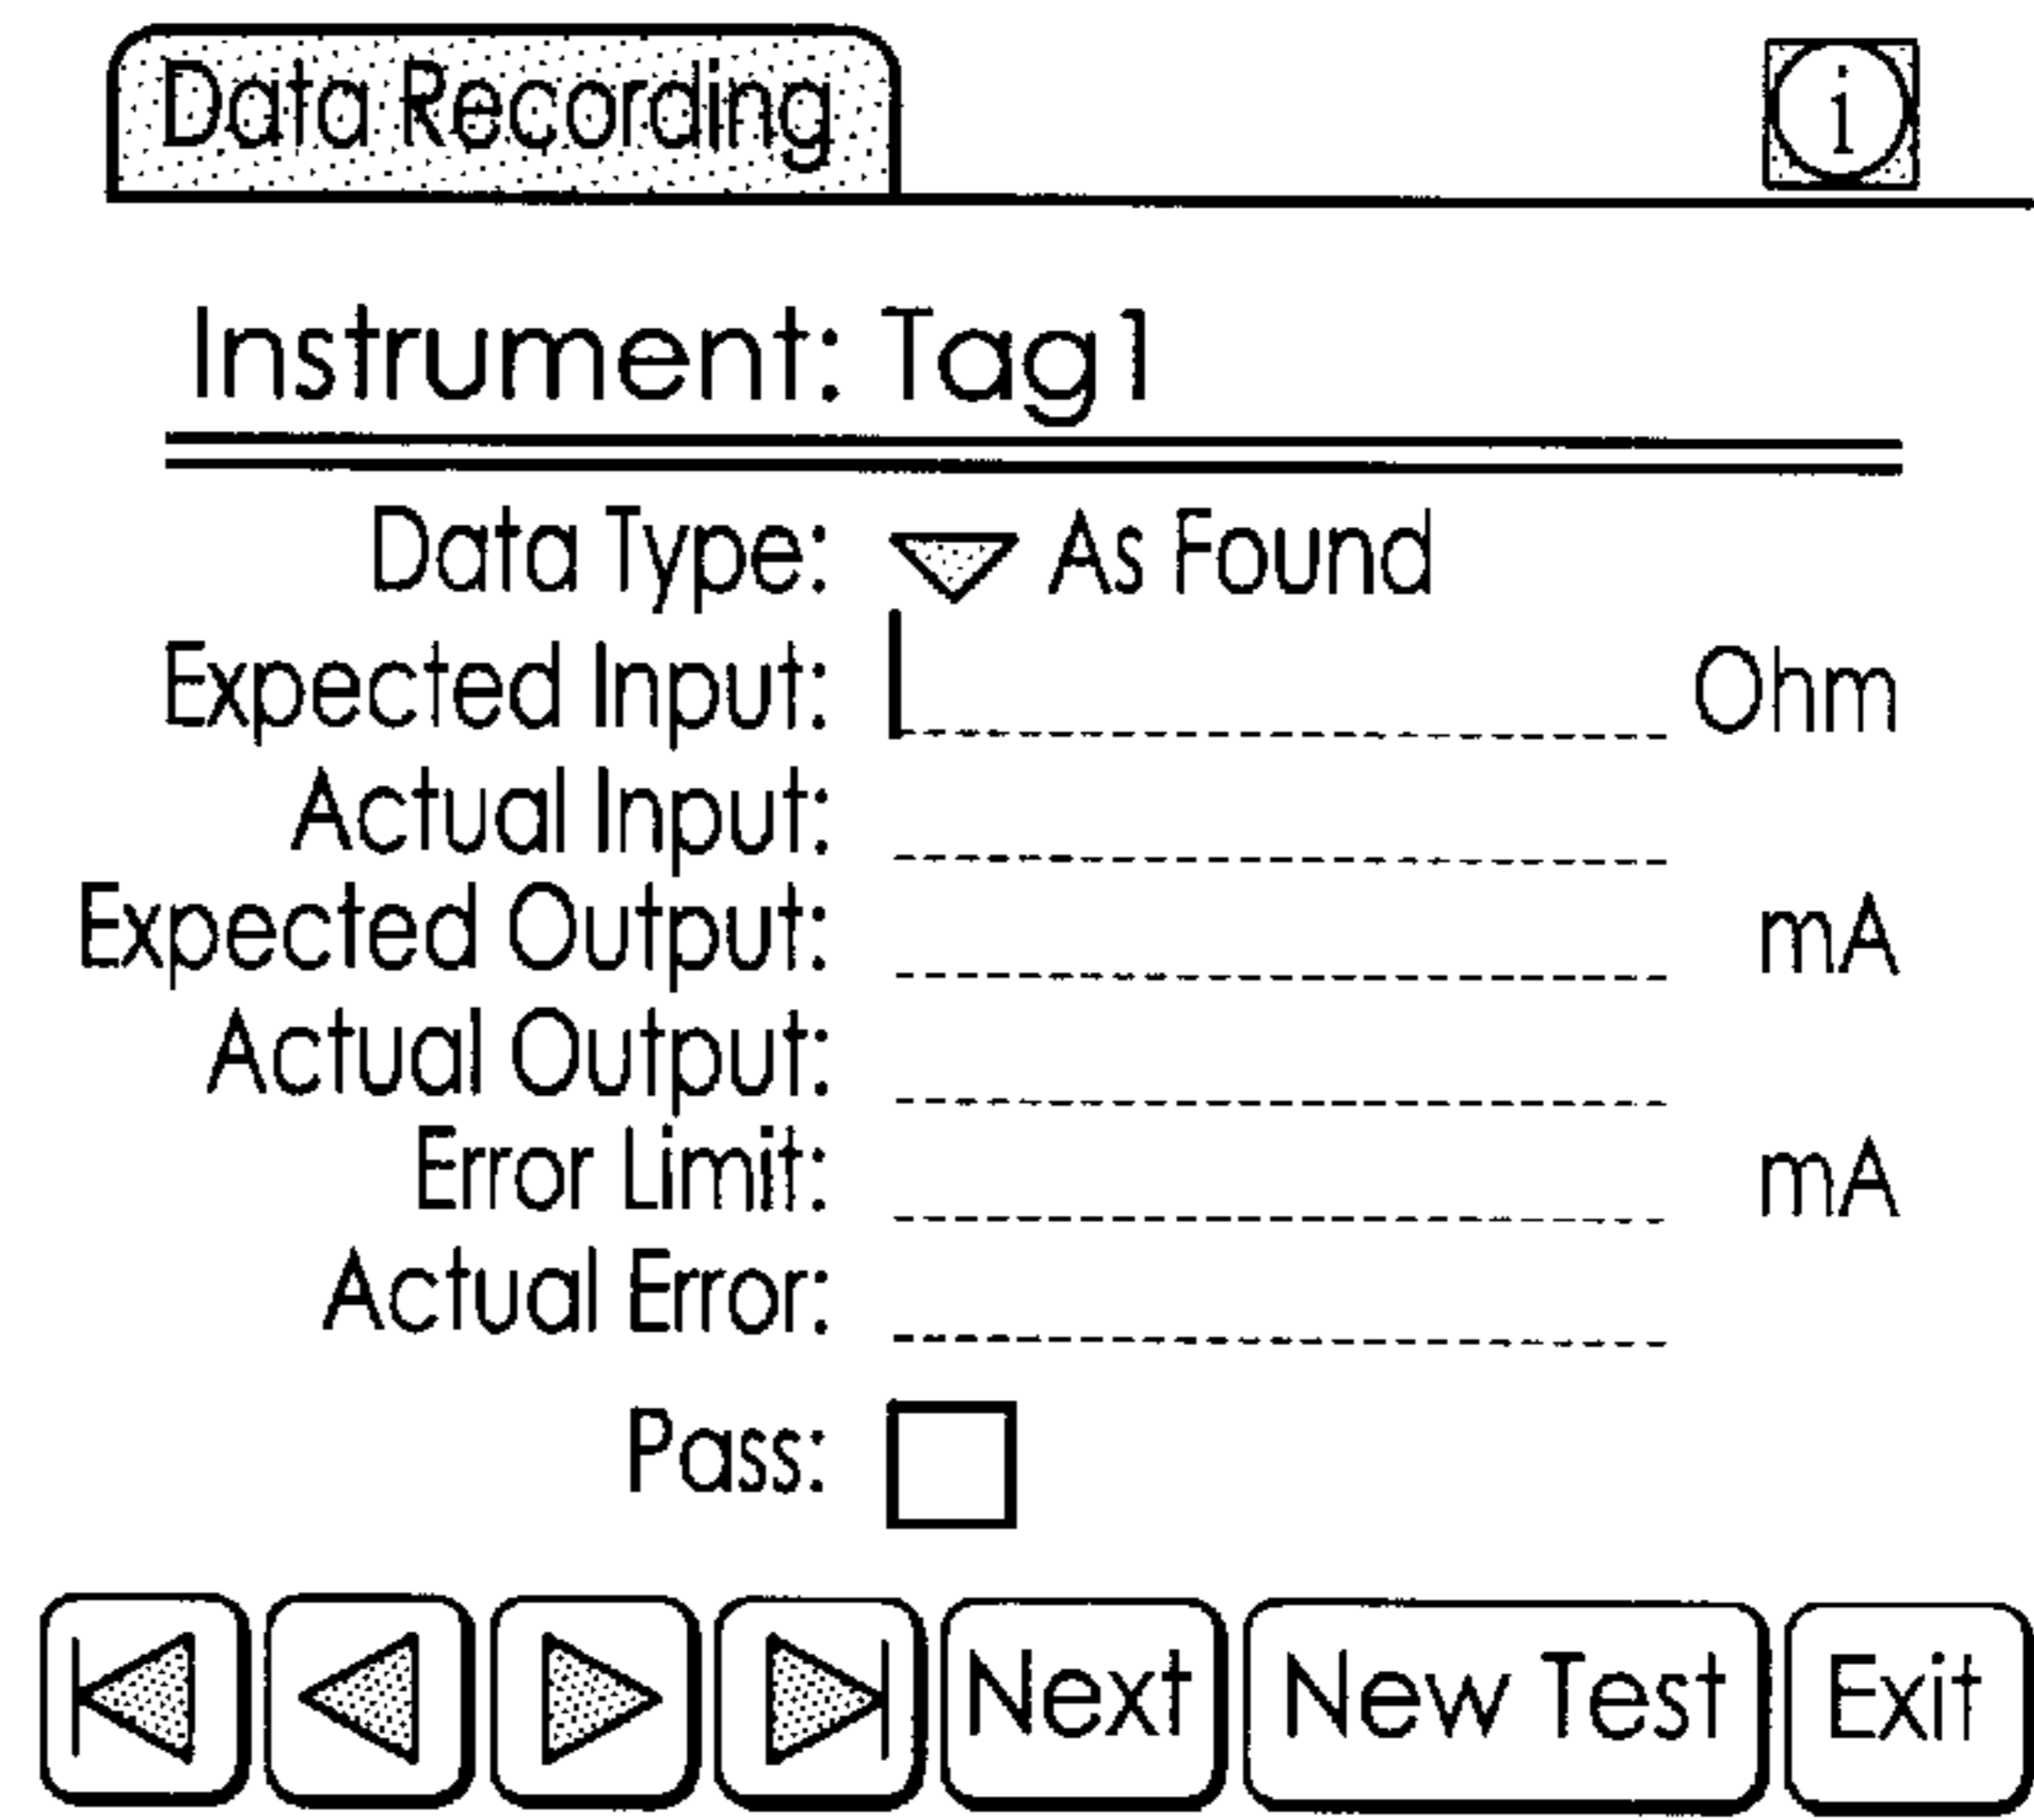 Data Recording i
Instrument: Tag1
Data Type: As Found
Expected Input: Ohm
Actual Input:
Expected Output: mA
Actual Output:
Error Limit: mA
Actual Error:
Pass:
Next New Test Exit